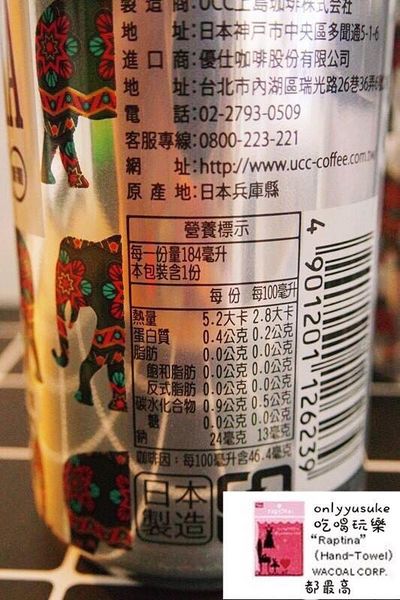 製造商:UCC上島珈琲株式会社
地址:日本神戸市中央區多聞通5-1-6
進口商:優仕咖啡股份有限公司
地址:台北市內湖區瑞光路26巷36弄
電話:02-2793-0509
客服專線:0800-223-221
網址:http://www.ucc-coffee.com.tw
原產地:日本兵庫縣
營養標示
每一份量184毫升
本包裝含1份
每份 每100毫升
熱量 5.2大卡 2.8大卡
蛋白質 0.4公克 0.2公克
脂肪 0.0公克 0.0公克
飽和脂肪 0.0公克 0.0公克
反式脂肪 0.0公克 0.0公克
碳水化合物 0.9公克 0.5公克
糖 0.0公克 0.0公克
鈉 24毫克 13毫克
咖啡因：每100毫升含46.4毫克
日本
製造
4 901201 126239
onlyyusuke
吃喝玩樂
"Raptina"
(Hand-Towel)
WACOAL CORP.
都最高